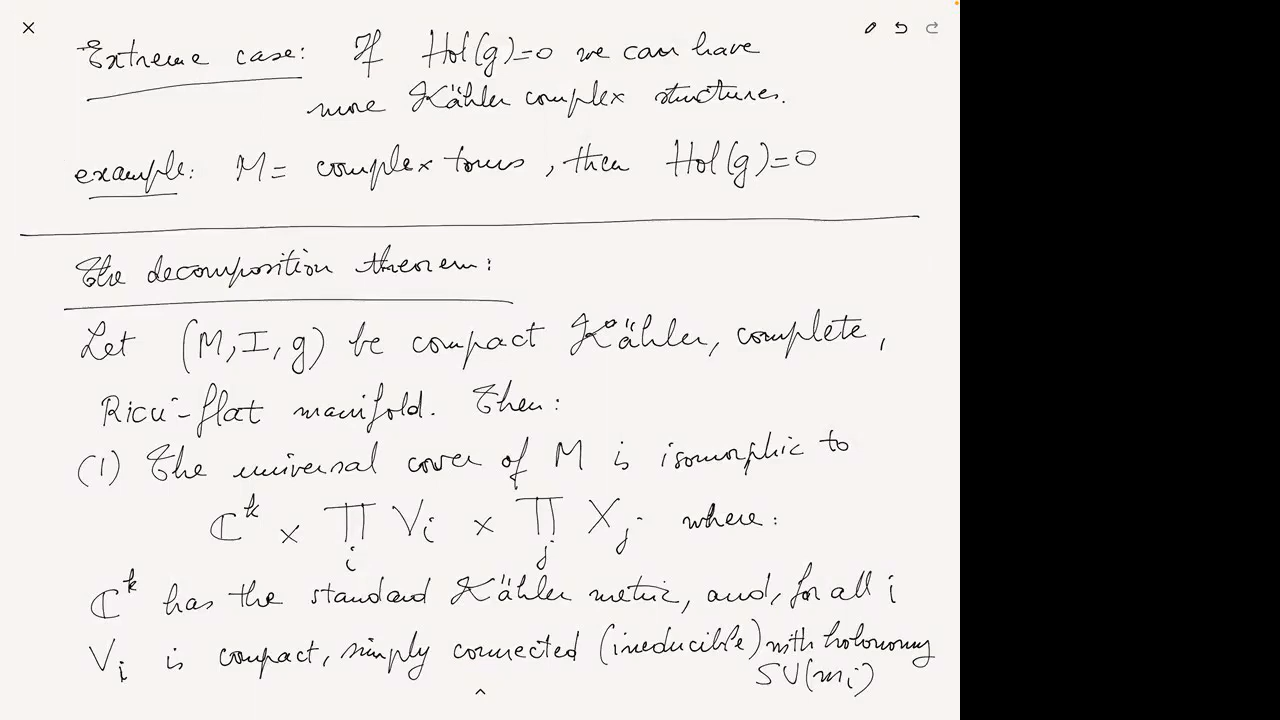 Extreme case: If Hol(g)=0 we can have
more Kähler complex structures.
example: M= complex torus, then Hol(g)=0
The decomposition theorem:
Let (M, I, g) be compact Kähler, complete,
Ricci-flat manifold. Then:
(1) The universal cover of M is isomorphic to
ℂ^k × ∏_i V_i × ∏_j X_j where:
ℂ^k has the standard Kähler metric, and, for all i
V_i is compact, simply connected (irreducible) with holonomy
SU(m_i)